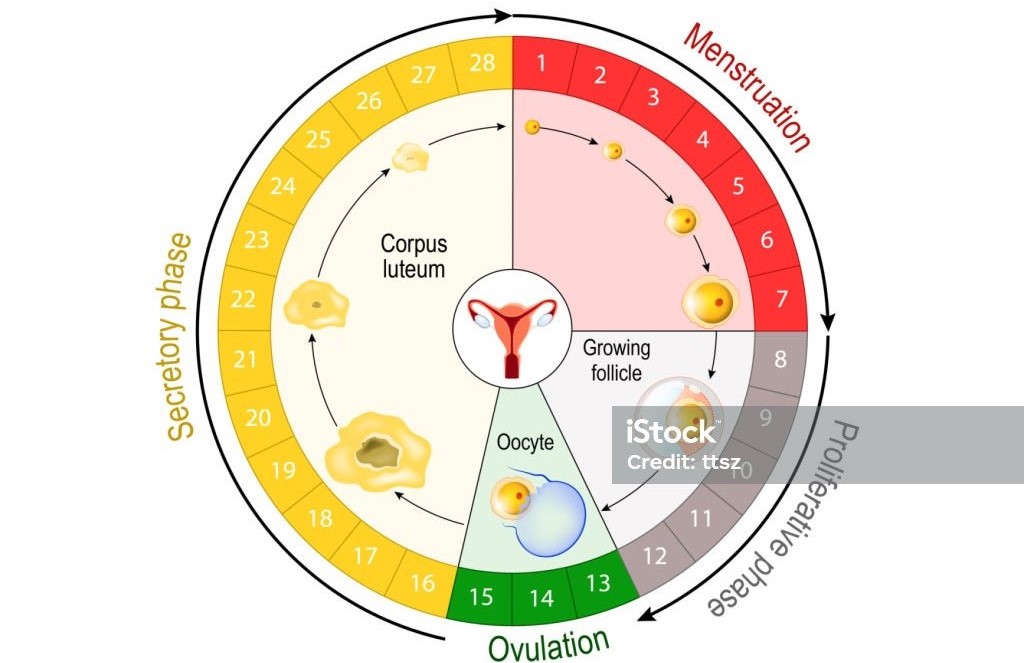 Menstruation
1
2
3
4
5
6
7
8
9
10
11
12
13
14
15
16
17
18
19
20
21
22
23
24
25
26
27
28
Proliferative phase
Ovulation
Secretory phase
Growing
follicle
Oocyte
Corpus
luteum
iStock™
Credit: ttsz